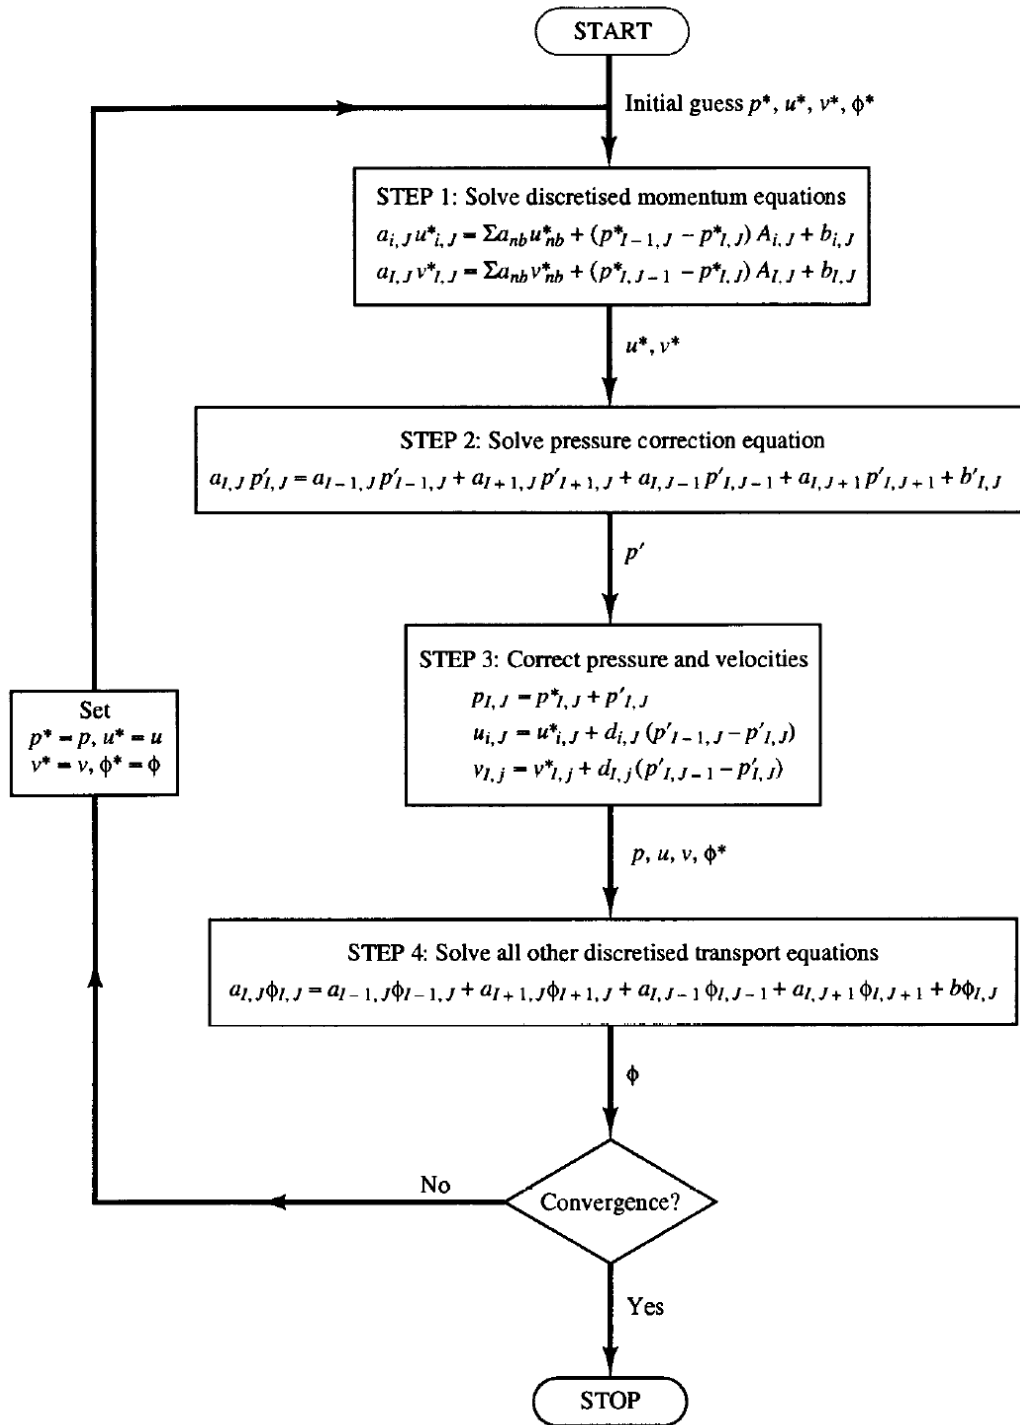 START
Initial guess p*, u*, v*, ϕ*
STEP 1: Solve discretised momentum equations
a_{i, J} u*_{i, J} = Σa_{nb} u*_{nb} + (p*_{I−1, J} − p*_{I, J}) A_{i, J} + b_{i, J}
a_{I, J} v*_{I, J} = Σa_{nb} v*_{nb} + (p*_{I, J−1} − p*_{I, J}) A_{I, J} + b_{I, J}
u*, v*
STEP 2: Solve pressure correction equation
a_{I, J} p'_{I, J} = a_{I−1, J} p'_{I−1, J} + a_{I+1, J} p'_{I+1, J} + a_{I, J−1} p'_{I, J−1} + a_{I, J+1} p'_{I, J+1} + b'_{I, J}
p'
STEP 3: Correct pressure and velocities
p_{I, J} = p*_{I, J} + p'_{I, J}
u_{i, J} = u*_{i, J} + d_{i, J} (p'_{I−1, J} − p'_{I, J})
v_{I, j} = v*_{I, j} + d_{I, j} (p'_{I, J−1} − p'_{I, J})
Set
p* = p, u* = u
v* = v, ϕ* = ϕ
p, u, v, ϕ*
STEP 4: Solve all other discretised transport equations
a_{I, J} ϕ_{I, J} = a_{I−1, J} ϕ_{I−1, J} + a_{I+1, J} ϕ_{I+1, J} + a_{I, J−1} ϕ_{I, J−1} + a_{I, J+1} ϕ_{I, J+1} + bϕ_{I, J}
ϕ
No
Convergence?
Yes
STOP